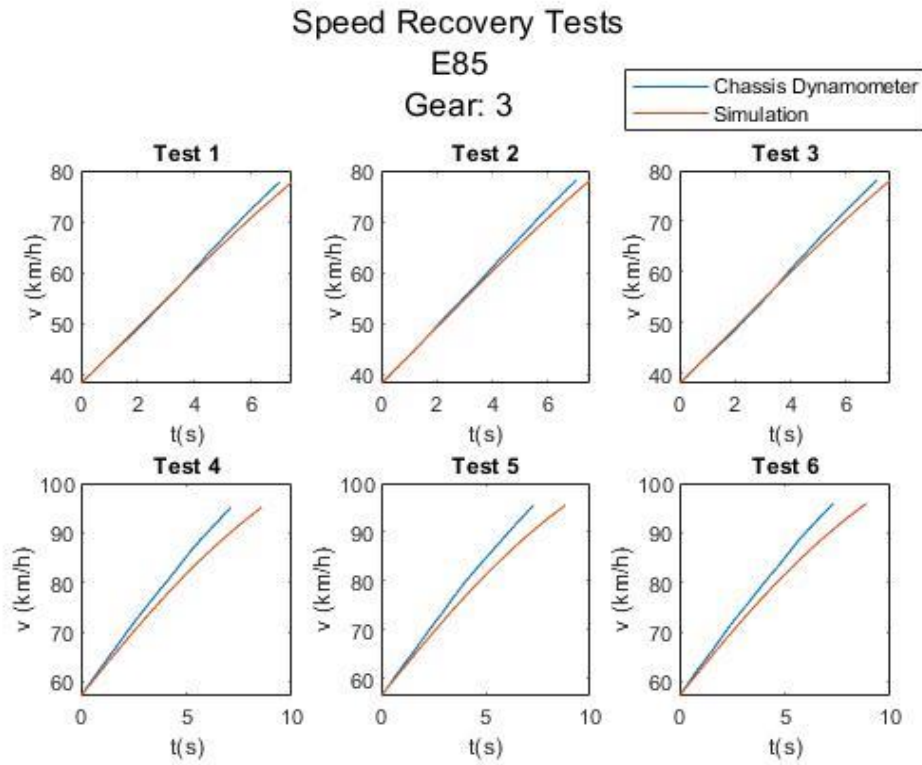 Speed Recovery Tests
E85
Gear: 3
Chassis Dynamometer
Simulation
Test 1
80
70
60
50
40
v (km/h)
0 2 4 6
t(s)
Test 2
80
70
60
50
40
v (km/h)
0 2 4 6
t(s)
Test 3
80
70
60
50
40
v (km/h)
0 2 4 6
t(s)
Test 4
100
90
80
70
60
v (km/h)
0 5 10
t(s)
Test 5
100
90
80
70
60
v (km/h)
0 5 10
t(s)
Test 6
100
90
80
70
60
v (km/h)
0 5 10
t(s)